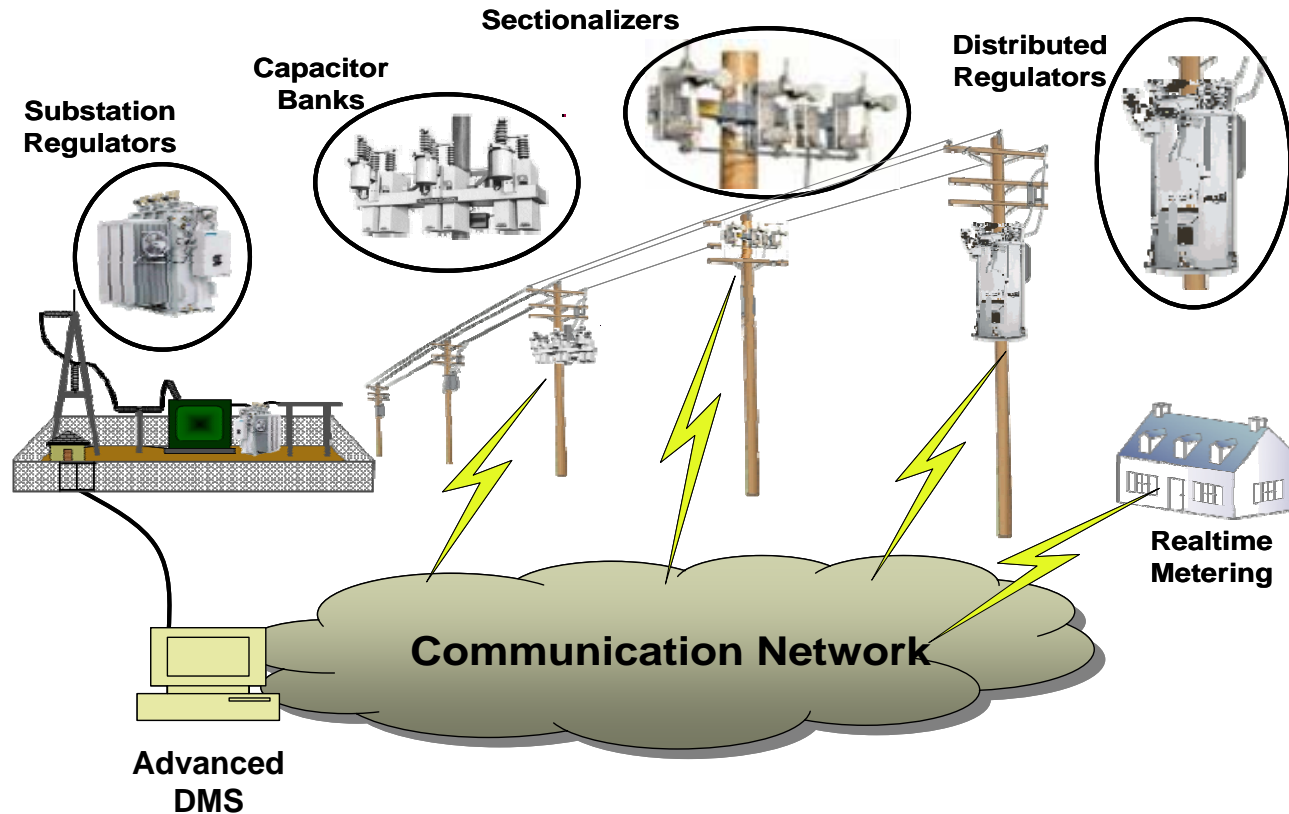 Sectionalizers
Distributed
Regulators
Capacitor
Banks
Substation
Regulators
Realtime
Metering
Communication Network
Advanced
DMS